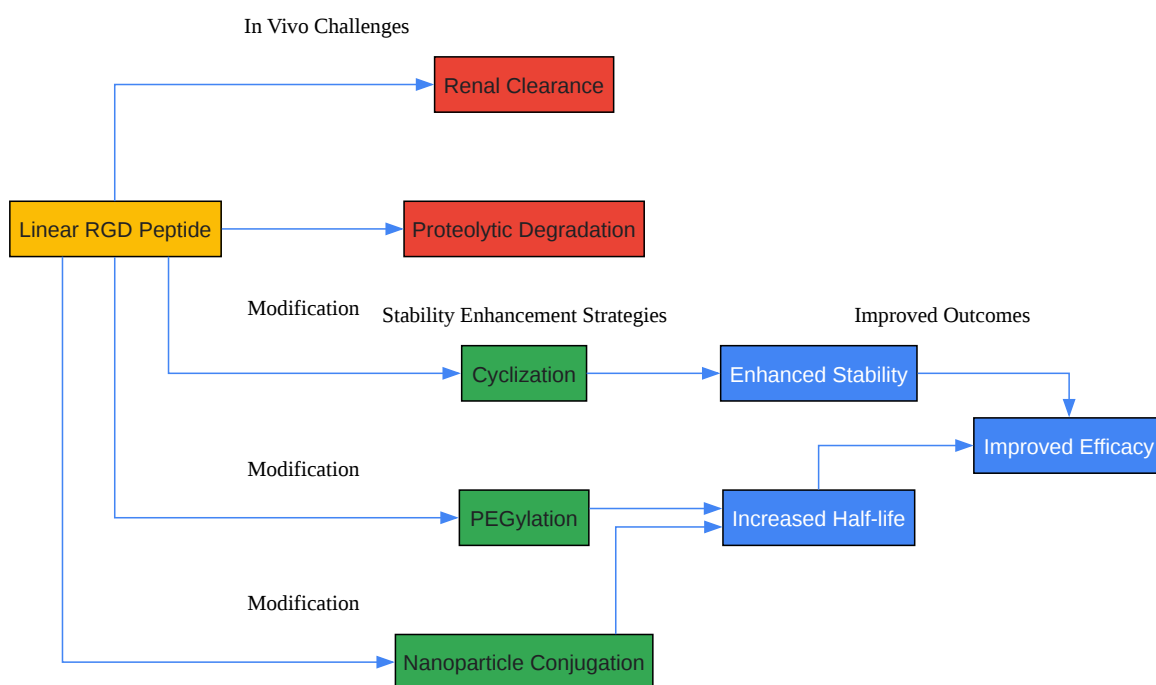 In Vivo Challenges
Renal Clearance
Linear RGD Peptide
Proteolytic Degradation
Modification
Stability Enhancement Strategies
Improved Outcomes
Cyclization
Enhanced Stability
Improved Efficacy
Modification
PEGylation
Increased Half-life
Modification
Nanoparticle Conjugation